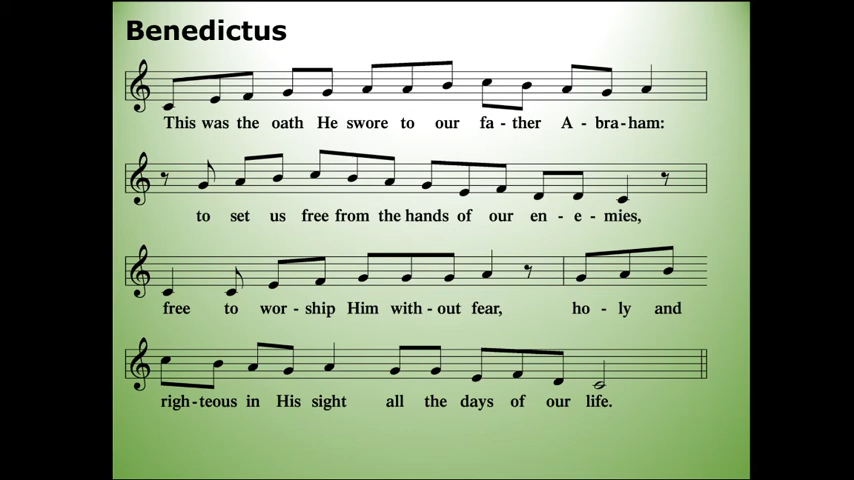 Benedictus
This was the oath He swore to our fa - ther A - bra - ham:
to set us free from the hands of our en - e - mies,
free to wor - ship Him with - out fear, ho - ly and
righ - teous in His sight all the days of our life.